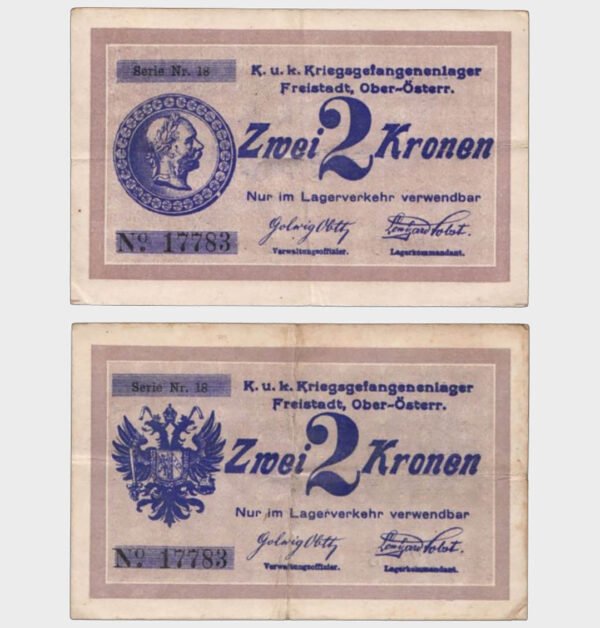 Serie Nr. 18
K. u. k. Kriegsgefangenenlager
Freistadt, Ober-Österr.
Zwei 2 Kronen
Nur im Lagerverkehr verwendbar
Verwaltungsoffizier. Lagerkommandant.
No 17783
Serie Nr. 18
K. u. k. Kriegsgefangenenlager
Freistadt, Ober-Österr.
Zwei 2 Kronen
Nur im Lagerverkehr verwendbar
Verwaltungsoffizier. Lagerkommandant.
No 17783